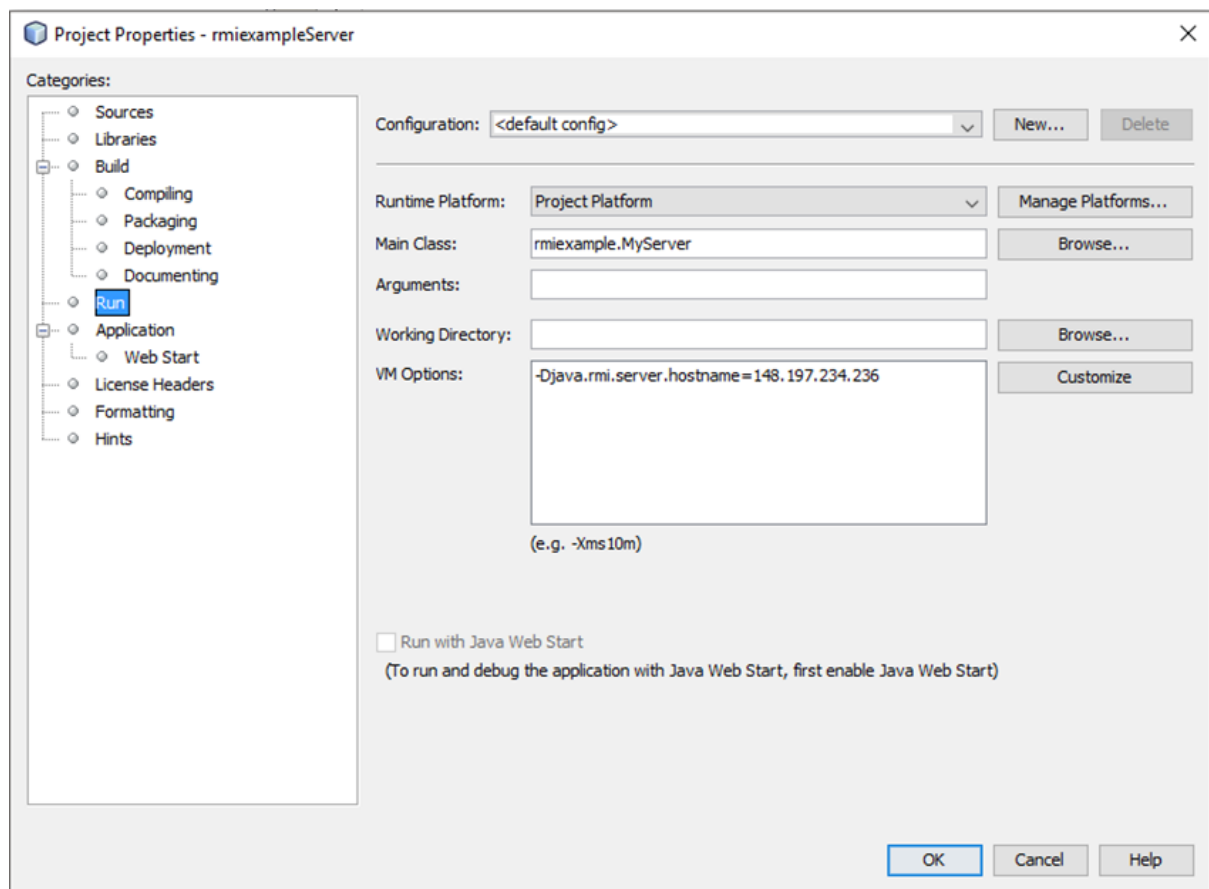 Project Properties - rmiexampleServer
Categories:
Sources
Libraries
Build
Compiling
Packaging
Deployment
Documenting
Run
Application
Web Start
License Headers
Formatting
Hints
Configuration: <default config> New... Delete
Runtime Platform: Project Platform Manage Platforms...
Main Class: rmiexample.MyServer Browse...
Arguments:
Working Directory: Browse...
VM Options: -Djava.rmi.server.hostname=148.197.234.236 Customize
(e.g. -Xms10m)
Run with Java Web Start
(To run and debug the application with Java Web Start, first enable Java Web Start)
OK Cancel Help